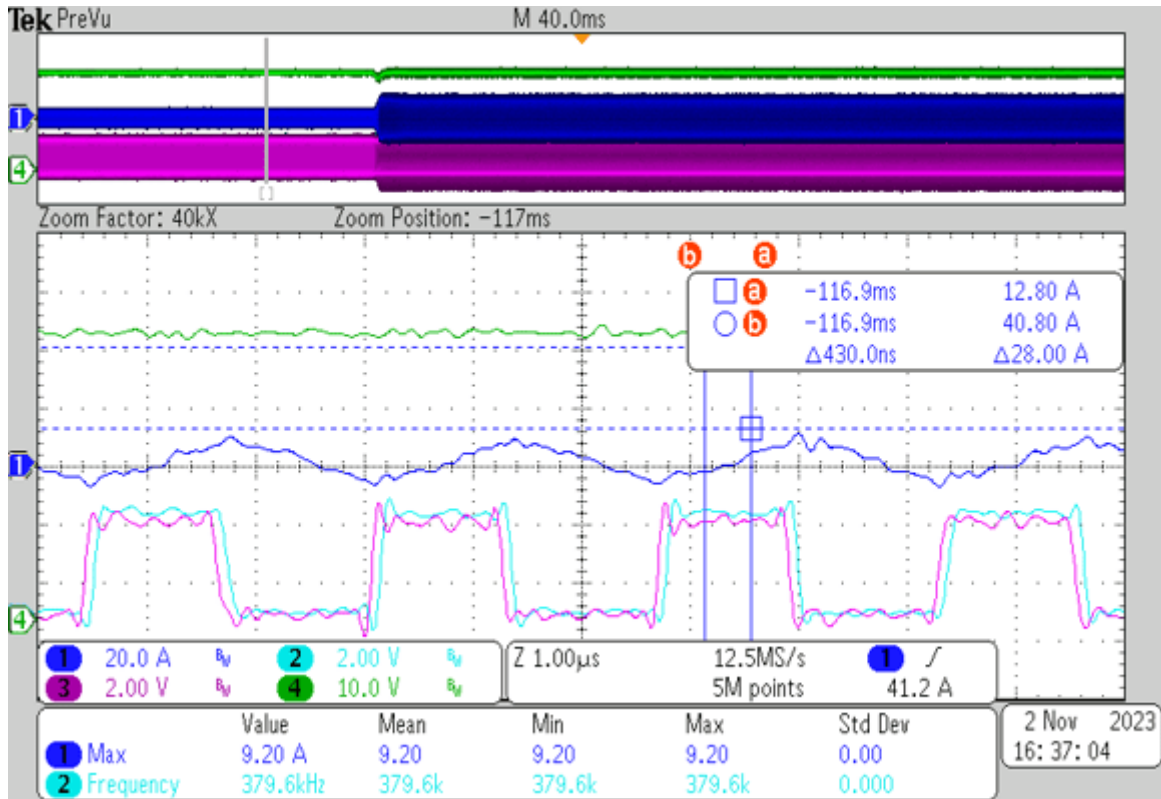 Tek PreVu M 40.0ms
1
4
Zoom Factor: 40kX Zoom Position: -117ms
b a
a -116.9ms 12.80 A
b -116.9ms 40.80 A
Δ430.0ns Δ28.00 A
1
4
1 20.0 A BW 2 2.00 V BW
3 2.00 V BW 4 10.0 V BW
Z 1.00µs 12.5MS/s 1
5M points 41.2 A
Value Mean Min Max Std Dev
1 Max 9.20 A 9.20 9.20 9.20 0.00
2 Frequency 379.6kHz 379.6k 379.6k 379.6k 0.000
2 Nov 2023
16:37:04